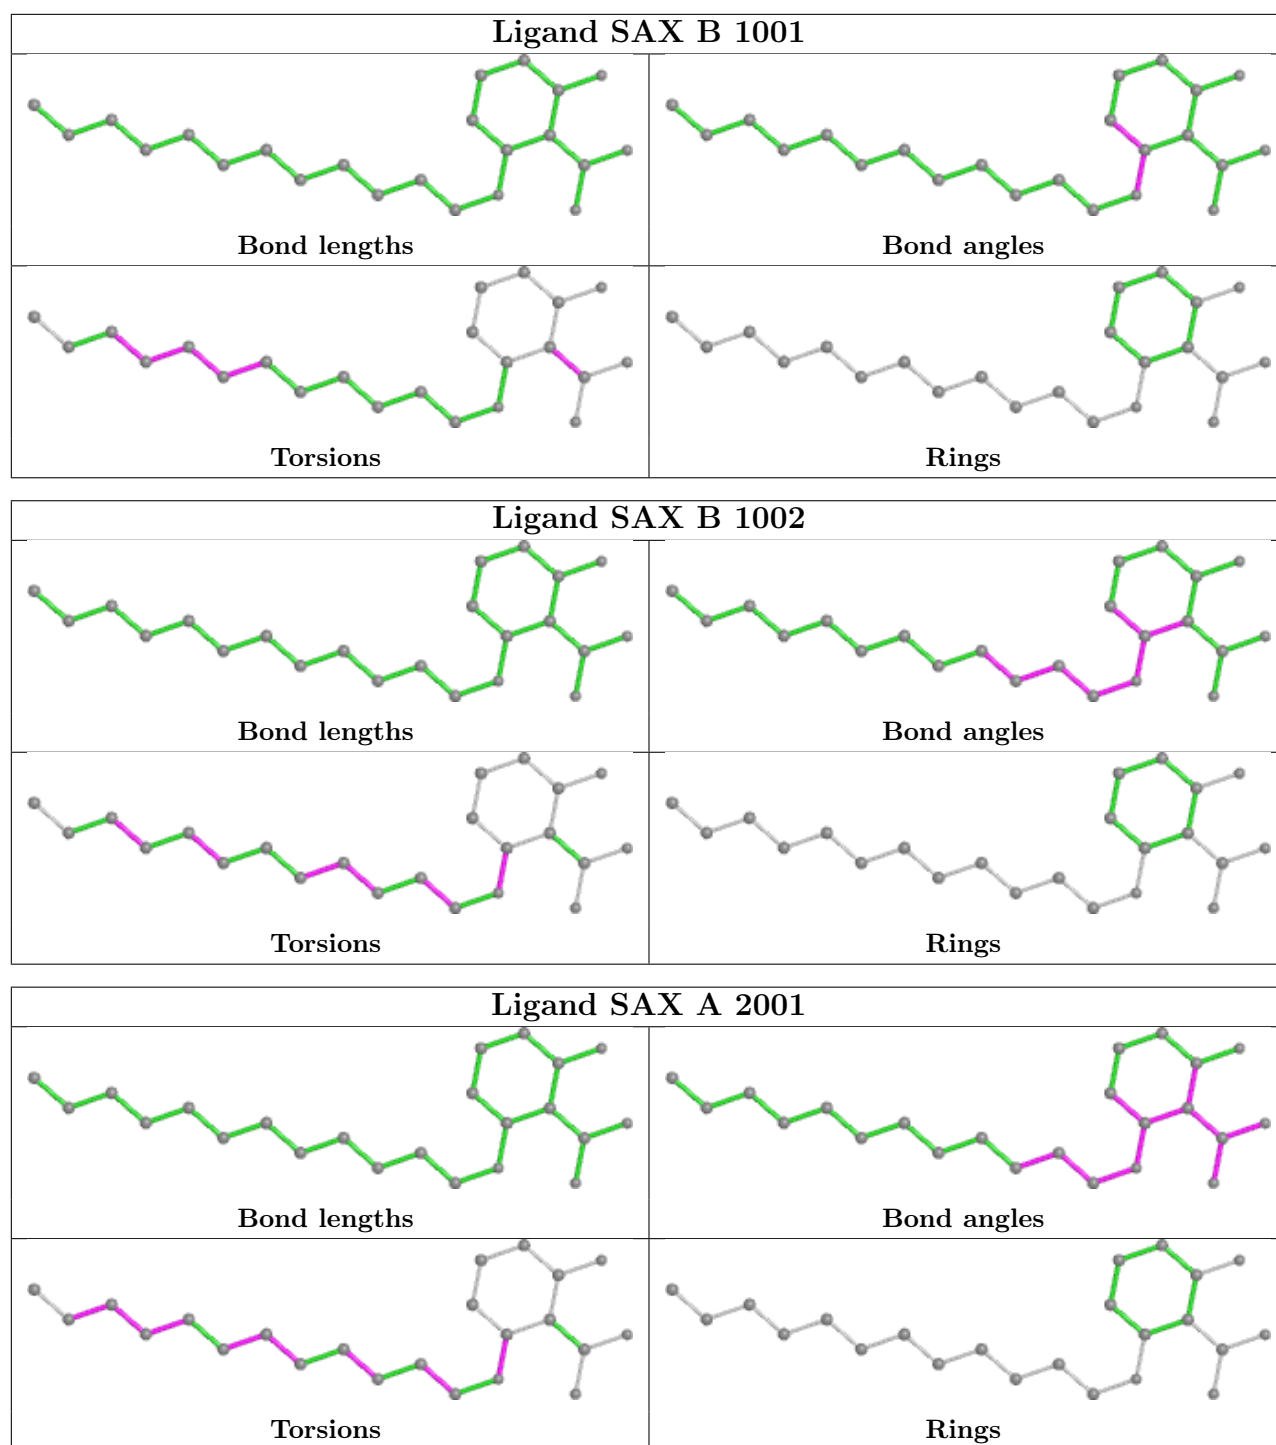 Ligand SAX B 1001
Bond lengths
Bond angles
Torsions
Rings
Ligand SAX B 1002
Bond lengths
Bond angles
Torsions
Rings
Ligand SAX A 2001
Bond lengths
Bond angles
Torsions
Rings